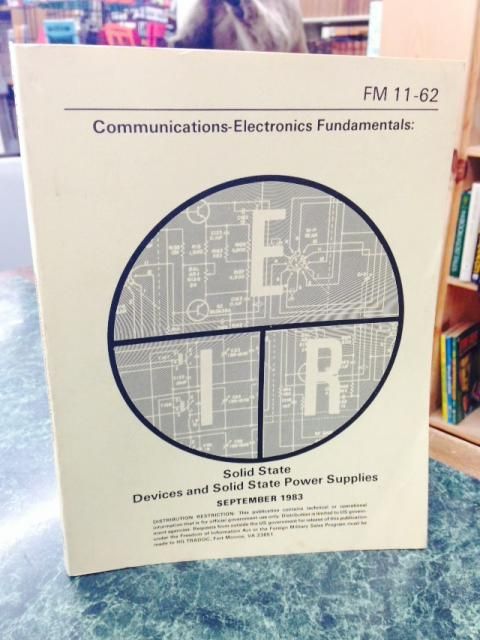 FM 11-62
Communications-Electronics Fundamentals:
E
I R
Solid State
Devices and Solid State Power Supplies
SEPTEMBER 1983
DISTRIBUTION RESTRICTION: This publication contains technical or operational
information that is for official government use only. Distribution is limited to US govern-
ment agencies. Requests from outside the US government for release of this publication
under the Freedom of Information Act or the Foreign Military Sales Program must be
made to HQ TRADOC, Fort Monroe, VA 23651